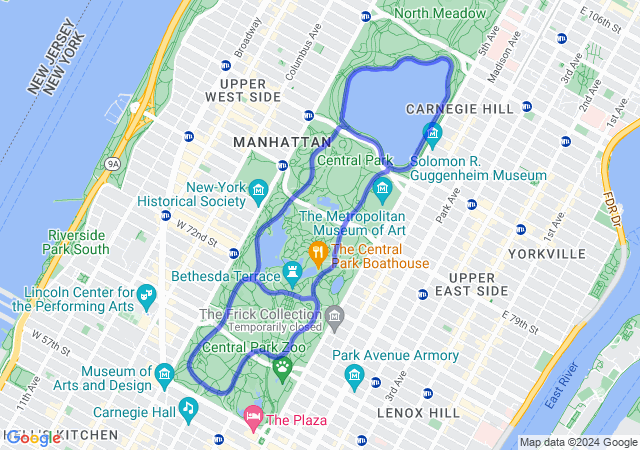 North Meadow
E 106th St
NEW JERSEY
NEW YORK
Broadway
Columbus Ave
5th Ave
Madison Ave
3rd Ave
2nd Ave
1st Ave
UPPER
WEST SIDE
CARNEGIE HILL
MANHATTAN
9A
Central Park
Solomon R.
Guggenheim Museum
New-York
Historical Society
The Metropolitan
Museum of Art
Park Ave
1st Ave
FDR Dr
W 72nd St
Riverside
Park South
The Central
Park Boathouse
YORKVILLE
Bethesda Terrace
UPPER
EAST SIDE
Lincoln Center for
the Performing Arts
The Frick Collection
Temporarily closed
E 79th St
W 57th St
Central Park Zoo
Park Avenue Armory
East River
Museum of
Arts and Design
3rd Ave
11th Ave
Carnegie Hall
The Plaza
LENOX HILL
HELL'S KITCHEN
Google
Google
Map data ©2024 Google